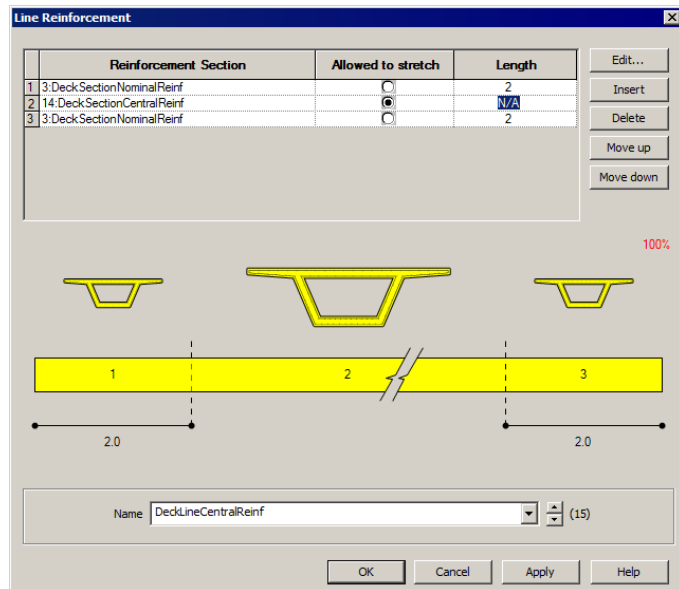 Line Reinforcement
Reinforcement Section Allowed to stretch Length
1 3:DeckSectionNominalReinf 2
2 14:DeckSectionCentralReinf N/A
3 3:DeckSectionNominalReinf 2
Edit...
Insert
Delete
Move up
Move down
100%
1 2 3
2.0 2.0
Name DeckLineCentralReinf (15)
OK Cancel Apply Help